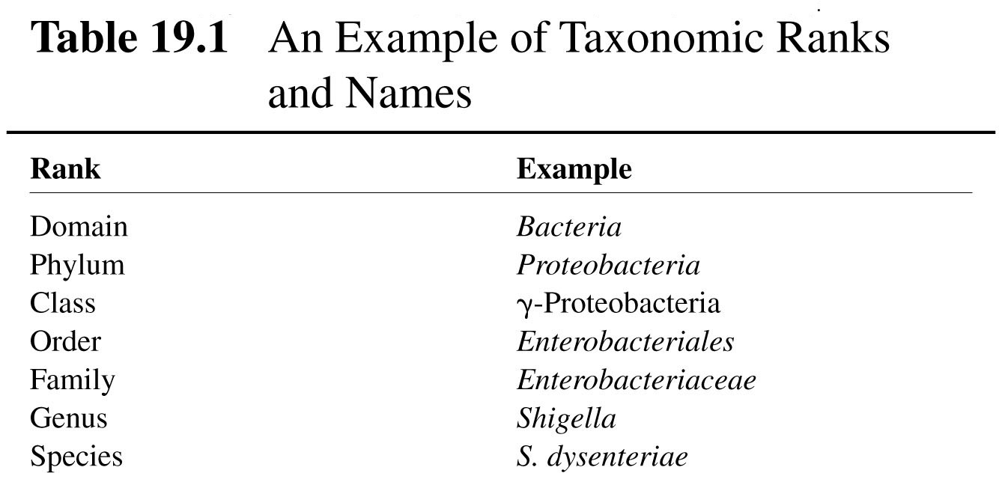 Table 19.1 An Example of Taxonomic Ranks
and Names
Rank Example
Domain Bacteria
Phylum Proteobacteria
Class γ-Proteobacteria
Order Enterobacteriales
Family Enterobacteriaceae
Genus Shigella
Species S. dysenteriae